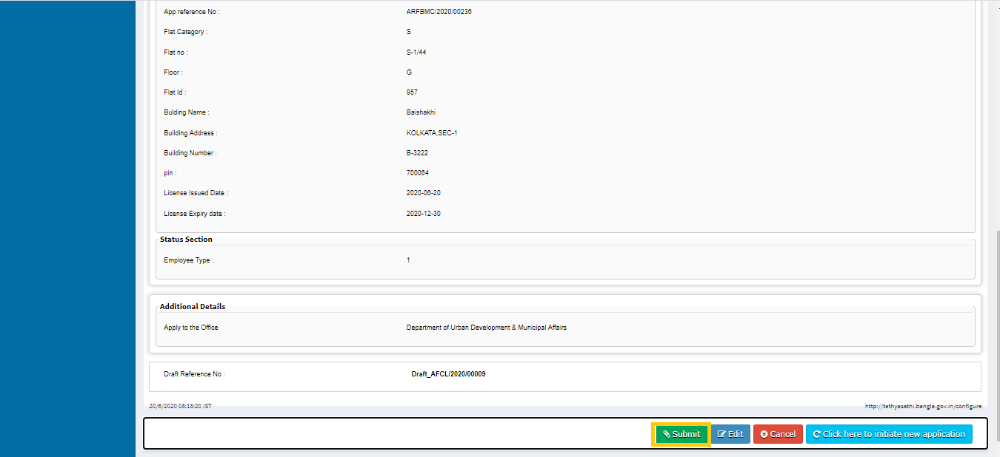 App reference No : ARFBMC/2020/00236
Flat Category : S
Flat no : S-1/44
Floor : G
Flat Id : 957
Bulding Name : Baishakhi
Building Address : KOLKATA,SEC-1
Building Number : B-3222
pin : 700064
License Issued Date : 2020-06-20
License Expiry date : 2020-12-30
Status Section
Employee Type : 1
Additional Details
Apply to the Office Department of Urban Development & Municipal Affairs
Draft Reference No : Draft_AFCL/2020/00009
20/6/2020 08:18:20 IST http://tathyasathi.bangla.gov.in/configure
Submit Edit Cancel Click here to initiate new application